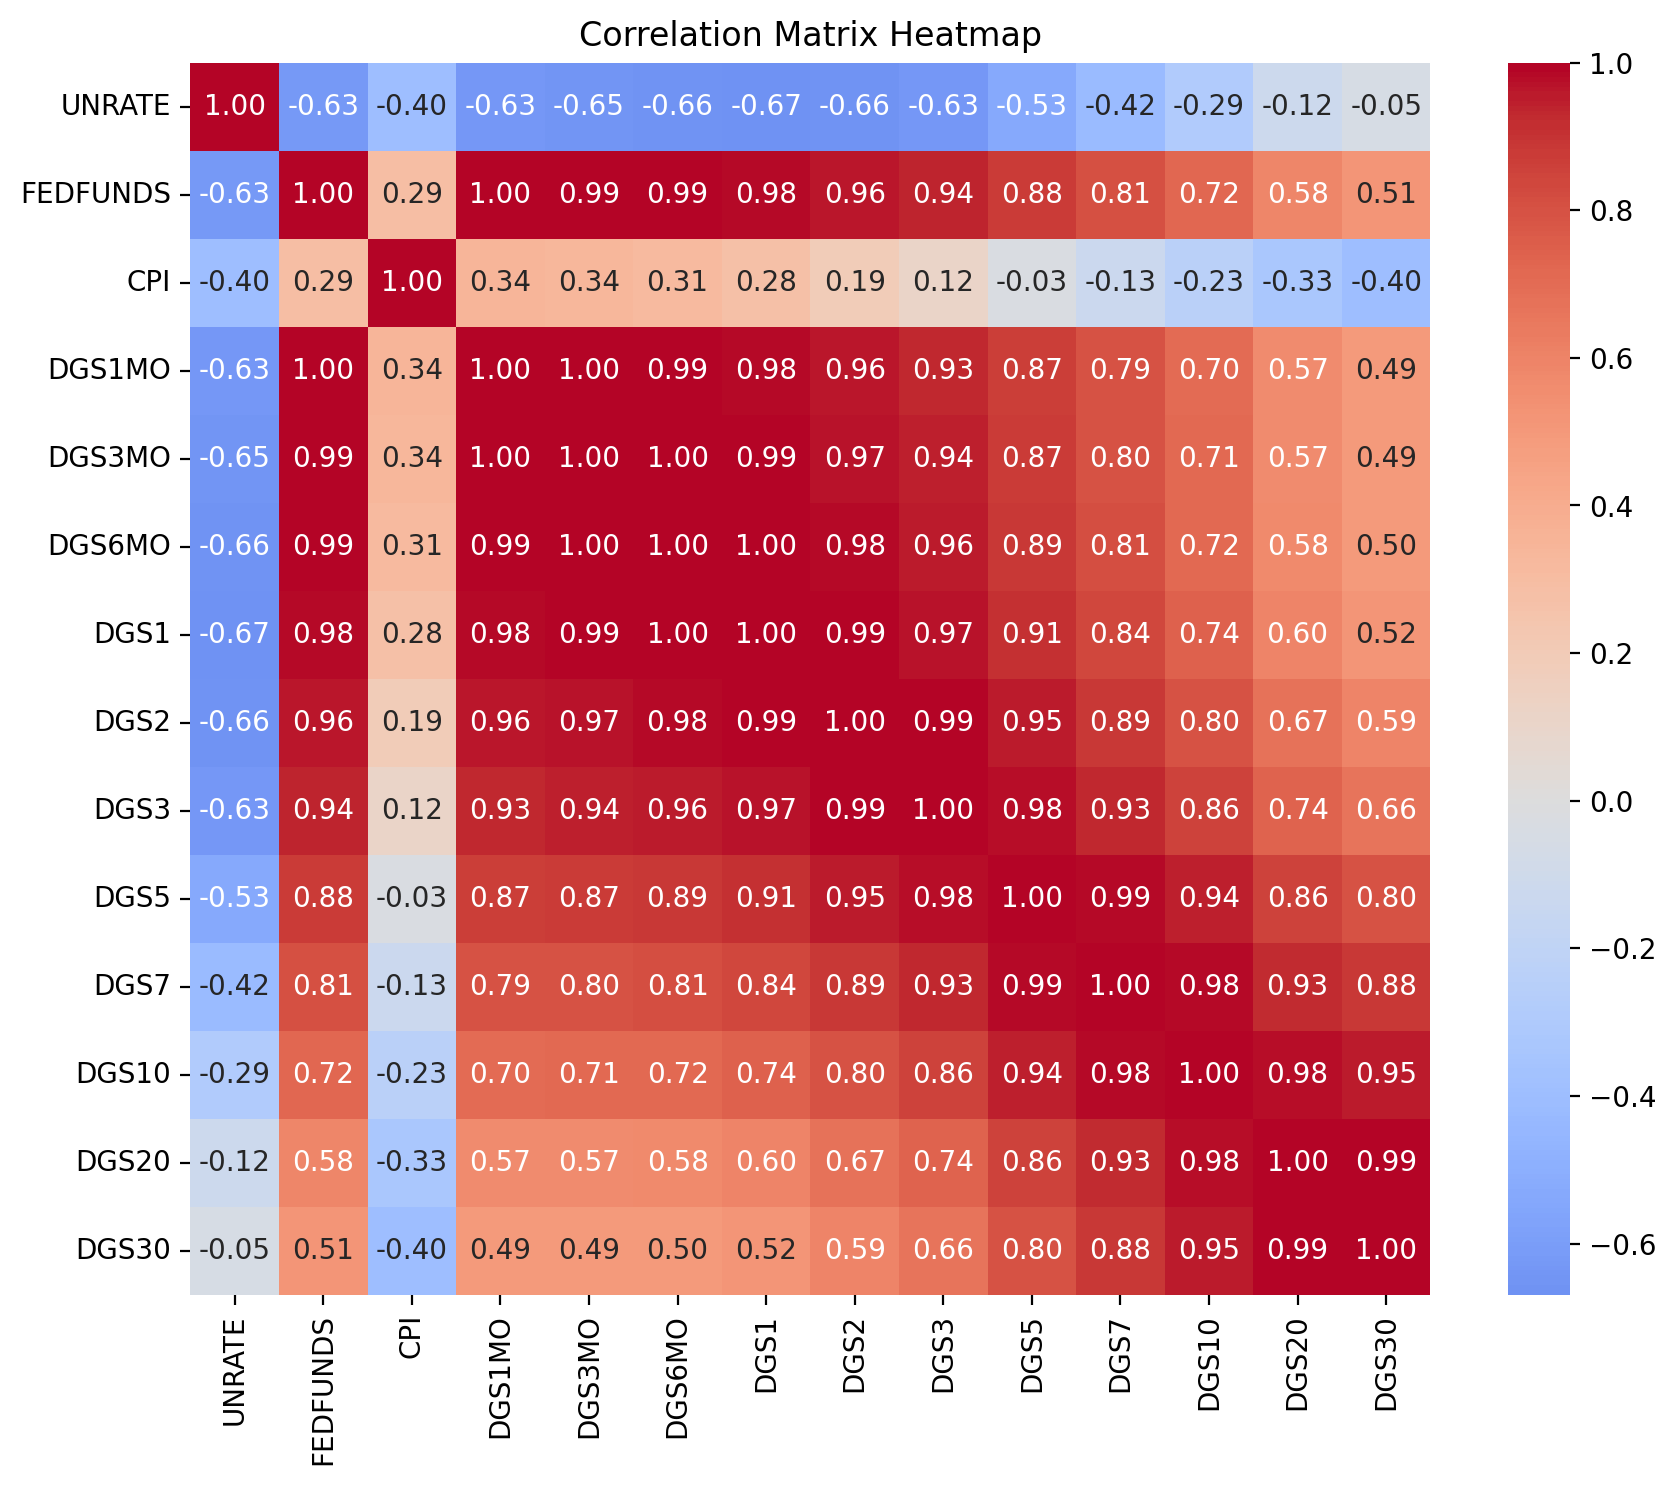 Correlation Matrix Heatmap
UNRATE 1.00 -0.63 -0.40 -0.63 -0.65 -0.66 -0.67 -0.66 -0.63 -0.53 -0.42 -0.29 -0.12 -0.05
FEDFUNDS -0.63 1.00 0.29 1.00 0.99 0.99 0.98 0.96 0.94 0.88 0.81 0.72 0.58 0.51
CPI -0.40 0.29 1.00 0.34 0.34 0.31 0.28 0.19 0.12 -0.03 -0.13 -0.23 -0.33 -0.40
DGS1MO -0.63 1.00 0.34 1.00 1.00 0.99 0.98 0.96 0.93 0.87 0.79 0.70 0.57 0.49
DGS3MO -0.65 0.99 0.34 1.00 1.00 1.00 0.99 0.97 0.94 0.87 0.80 0.71 0.57 0.49
DGS6MO -0.66 0.99 0.31 0.99 1.00 1.00 1.00 0.98 0.96 0.89 0.81 0.72 0.58 0.50
DGS1 -0.67 0.98 0.28 0.98 0.99 1.00 1.00 0.99 0.97 0.91 0.84 0.74 0.60 0.52
DGS2 -0.66 0.96 0.19 0.96 0.97 0.98 0.99 1.00 0.99 0.95 0.89 0.80 0.67 0.59
DGS3 -0.63 0.94 0.12 0.93 0.94 0.96 0.97 0.99 1.00 0.98 0.93 0.86 0.74 0.66
DGS5 -0.53 0.88 -0.03 0.87 0.87 0.89 0.91 0.95 0.98 1.00 0.99 0.94 0.86 0.80
DGS7 -0.42 0.81 -0.13 0.79 0.80 0.81 0.84 0.89 0.93 0.99 1.00 0.98 0.93 0.88
DGS10 -0.29 0.72 -0.23 0.70 0.71 0.72 0.74 0.80 0.86 0.94 0.98 1.00 0.98 0.95
DGS20 -0.12 0.58 -0.33 0.57 0.57 0.58 0.60 0.67 0.74 0.86 0.93 0.98 1.00 0.99
DGS30 -0.05 0.51 -0.40 0.49 0.49 0.50 0.52 0.59 0.66 0.80 0.88 0.95 0.99 1.00
UNRATE FEDFUNDS CPI DGS1MO DGS3MO DGS6MO DGS1 DGS2 DGS3 DGS5 DGS7 DGS10 DGS20 DGS30
1.0
0.8
0.6
0.4
0.2
0.0
−0.2
−0.4
−0.6